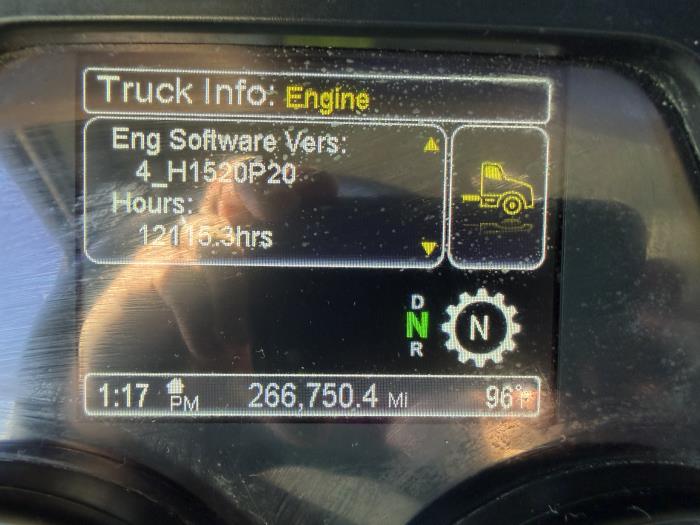 Truck Info: Engine
Eng Software Vers:
4_H1520P20
Hours:
12115.3hrs
D
N
R
N
1:17 PM 266,750.4 MI 96°F